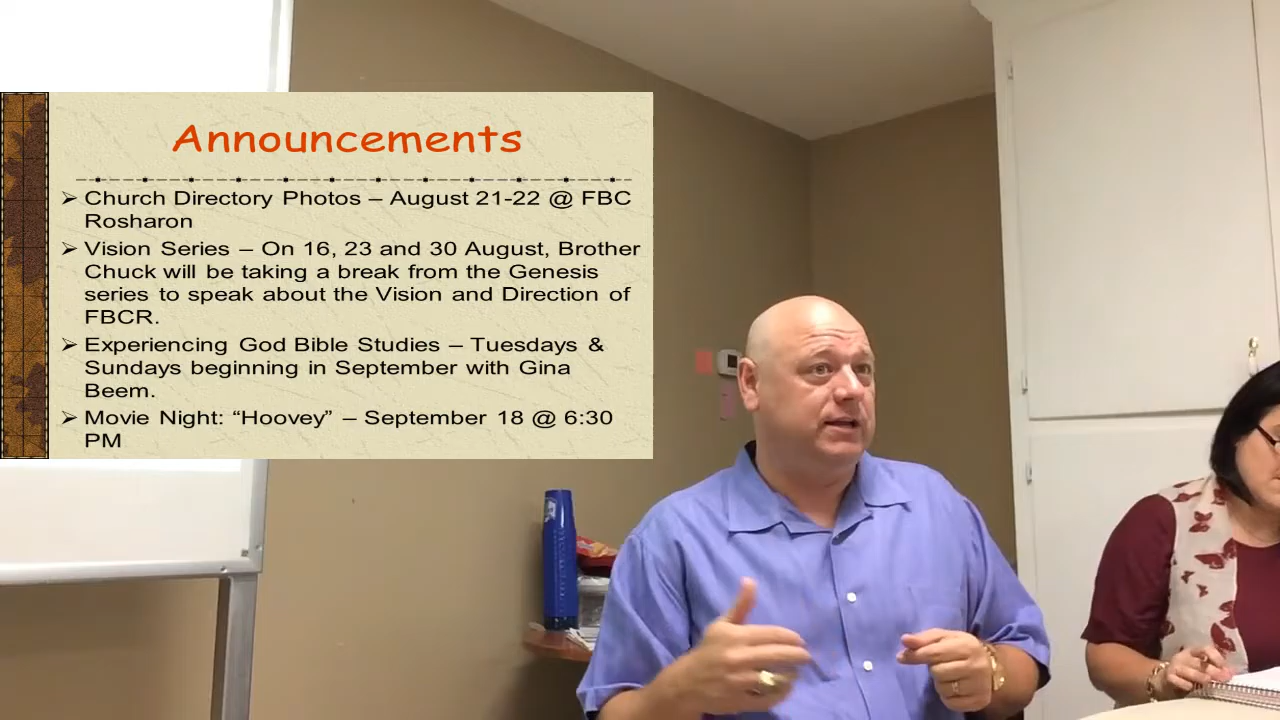 Announcements
➢ Church Directory Photos – August 21-22 @ FBC
Rosharon
➢ Vision Series – On 16, 23 and 30 August, Brother
Chuck will be taking a break from the Genesis
series to speak about the Vision and Direction of
FBCR.
➢ Experiencing God Bible Studies – Tuesdays &
Sundays beginning in September with Gina
Beem.
➢ Movie Night: “Hoovey” – September 18 @ 6:30
PM